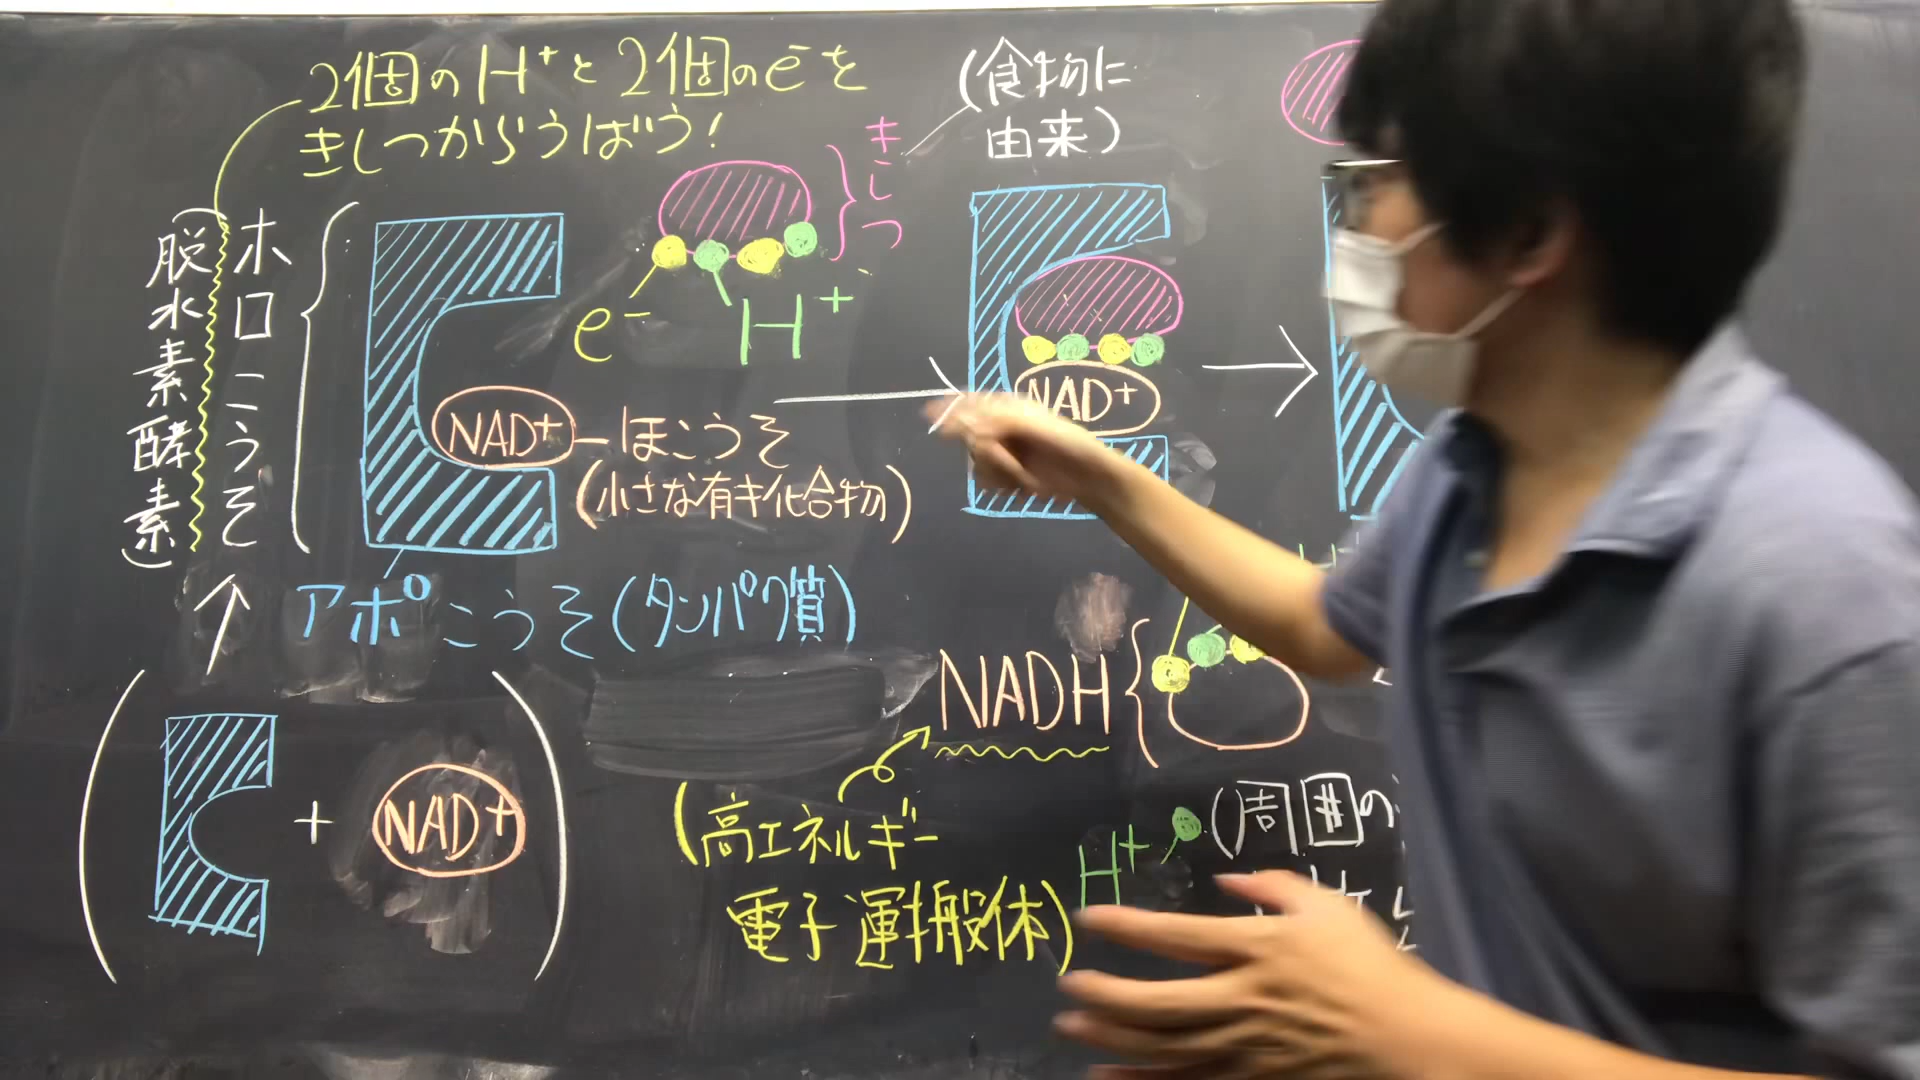 2個のH⁺と2個のe⁻を
きしつからうばう!
(食物に
由来)
きしつ
ホロこうそ
(脱水素酵素)
e⁻
H⁺
NAD⁺
ほこうそ
(小さな有キ化合物)
NAD⁺
アポこうそ(タンパク質)
+
NAD⁺
NADH
(高エネルギー
電子運搬体)
H⁺
(周囲の